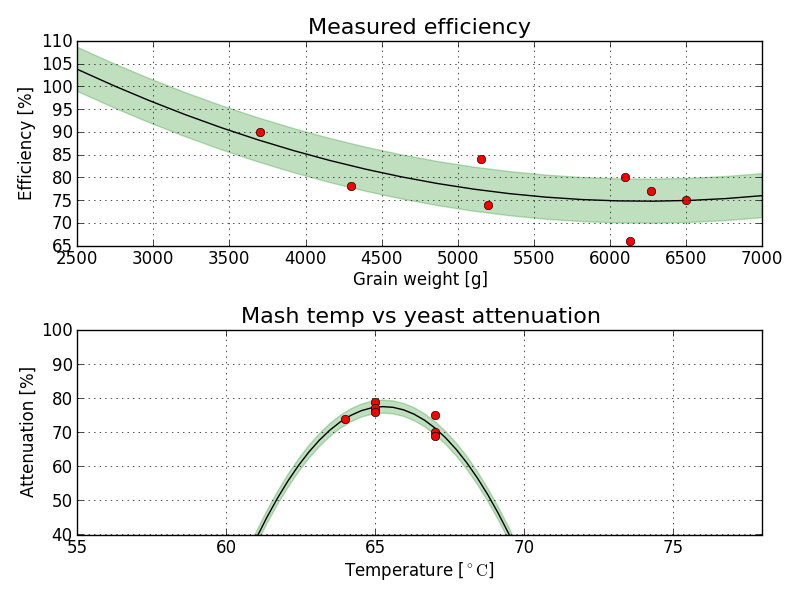 Measured efficiency
110
105
100
95
90
85
80
75
70
65
Efficiency [%]
2500 3000 3500 4000 4500 5000 5500 6000 6500 7000
Grain weight [g]
Mash temp vs yeast attenuation
100
90
80
70
60
50
40
Attenuation [%]
55 60 65 70 75
Temperature [°C]